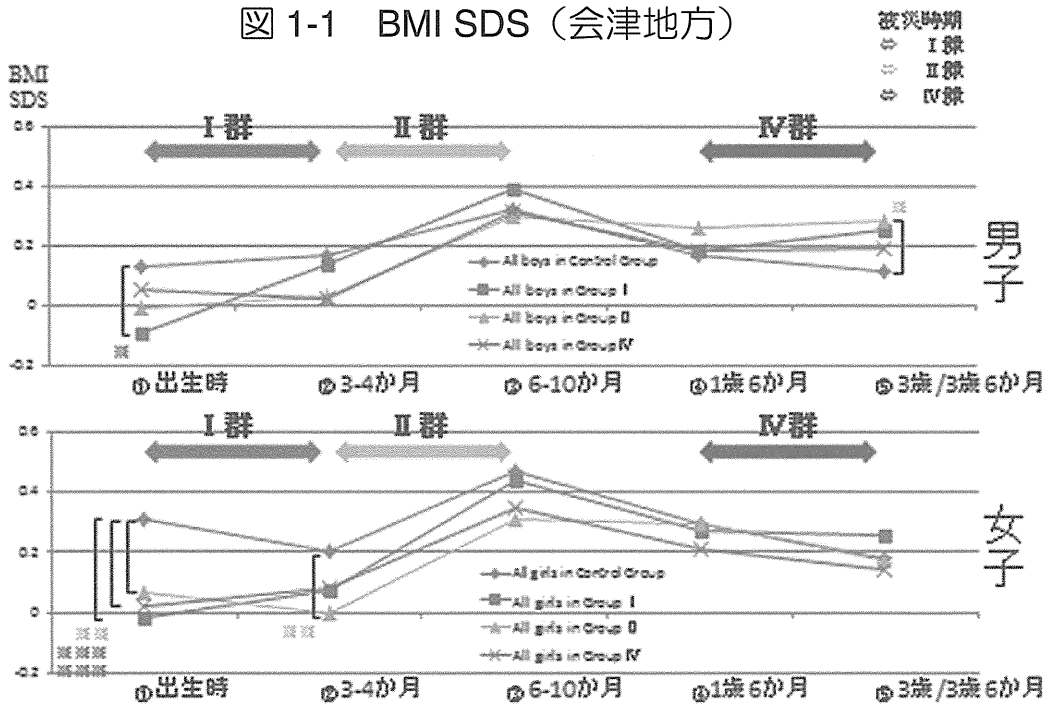 図 1-1 BMI SDS（会津地方）
被災時期
⇔ Ⅰ群
⇔ Ⅱ群
⇔ Ⅳ群
BMI
SDS
Ⅰ群 Ⅱ群 Ⅳ群
0.6
0.4
0.2
0
-0.2
※
※
All boys in Control Group
All boys in Group Ⅰ
All boys in Group Ⅱ
All boys in Group Ⅳ
男子
①出生時 ②3-4か月 ③6-10か月 ④1歳6か月 ⑤3歳/3歳6か月
Ⅰ群 Ⅱ群 Ⅳ群
0.6
0.4
0.2
0
-0.2
※※
※※※
※※※
※※
All girls in Control Group
All girls in Group Ⅰ
All girls in Group Ⅱ
All girls in Group Ⅳ
女子
①出生時 ②3-4か月 ③6-10か月 ④1歳6か月 ⑤3歳/3歳6か月